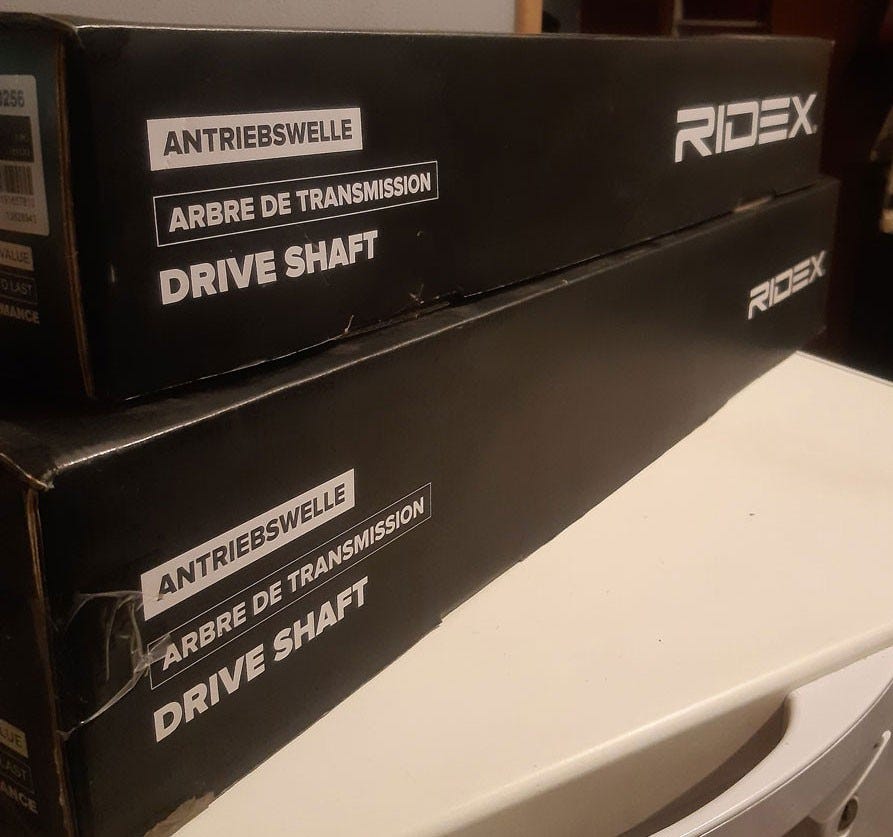 ANTRIEBSWELLE
ARBRE DE TRANSMISSION
DRIVE SHAFT
RIDEX
ANTRIEBSWELLE
ARBRE DE TRANSMISSION
DRIVE SHAFT
RIDEX